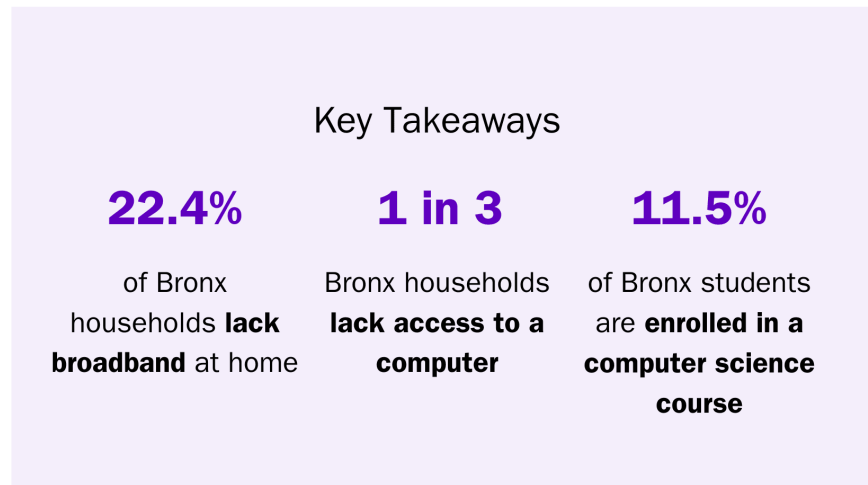 Key Takeaways
22.4%
of Bronx
households lack
broadband at home
1 in 3
Bronx households
lack access to a
computer
11.5%
of Bronx students
are enrolled in a
computer science
course